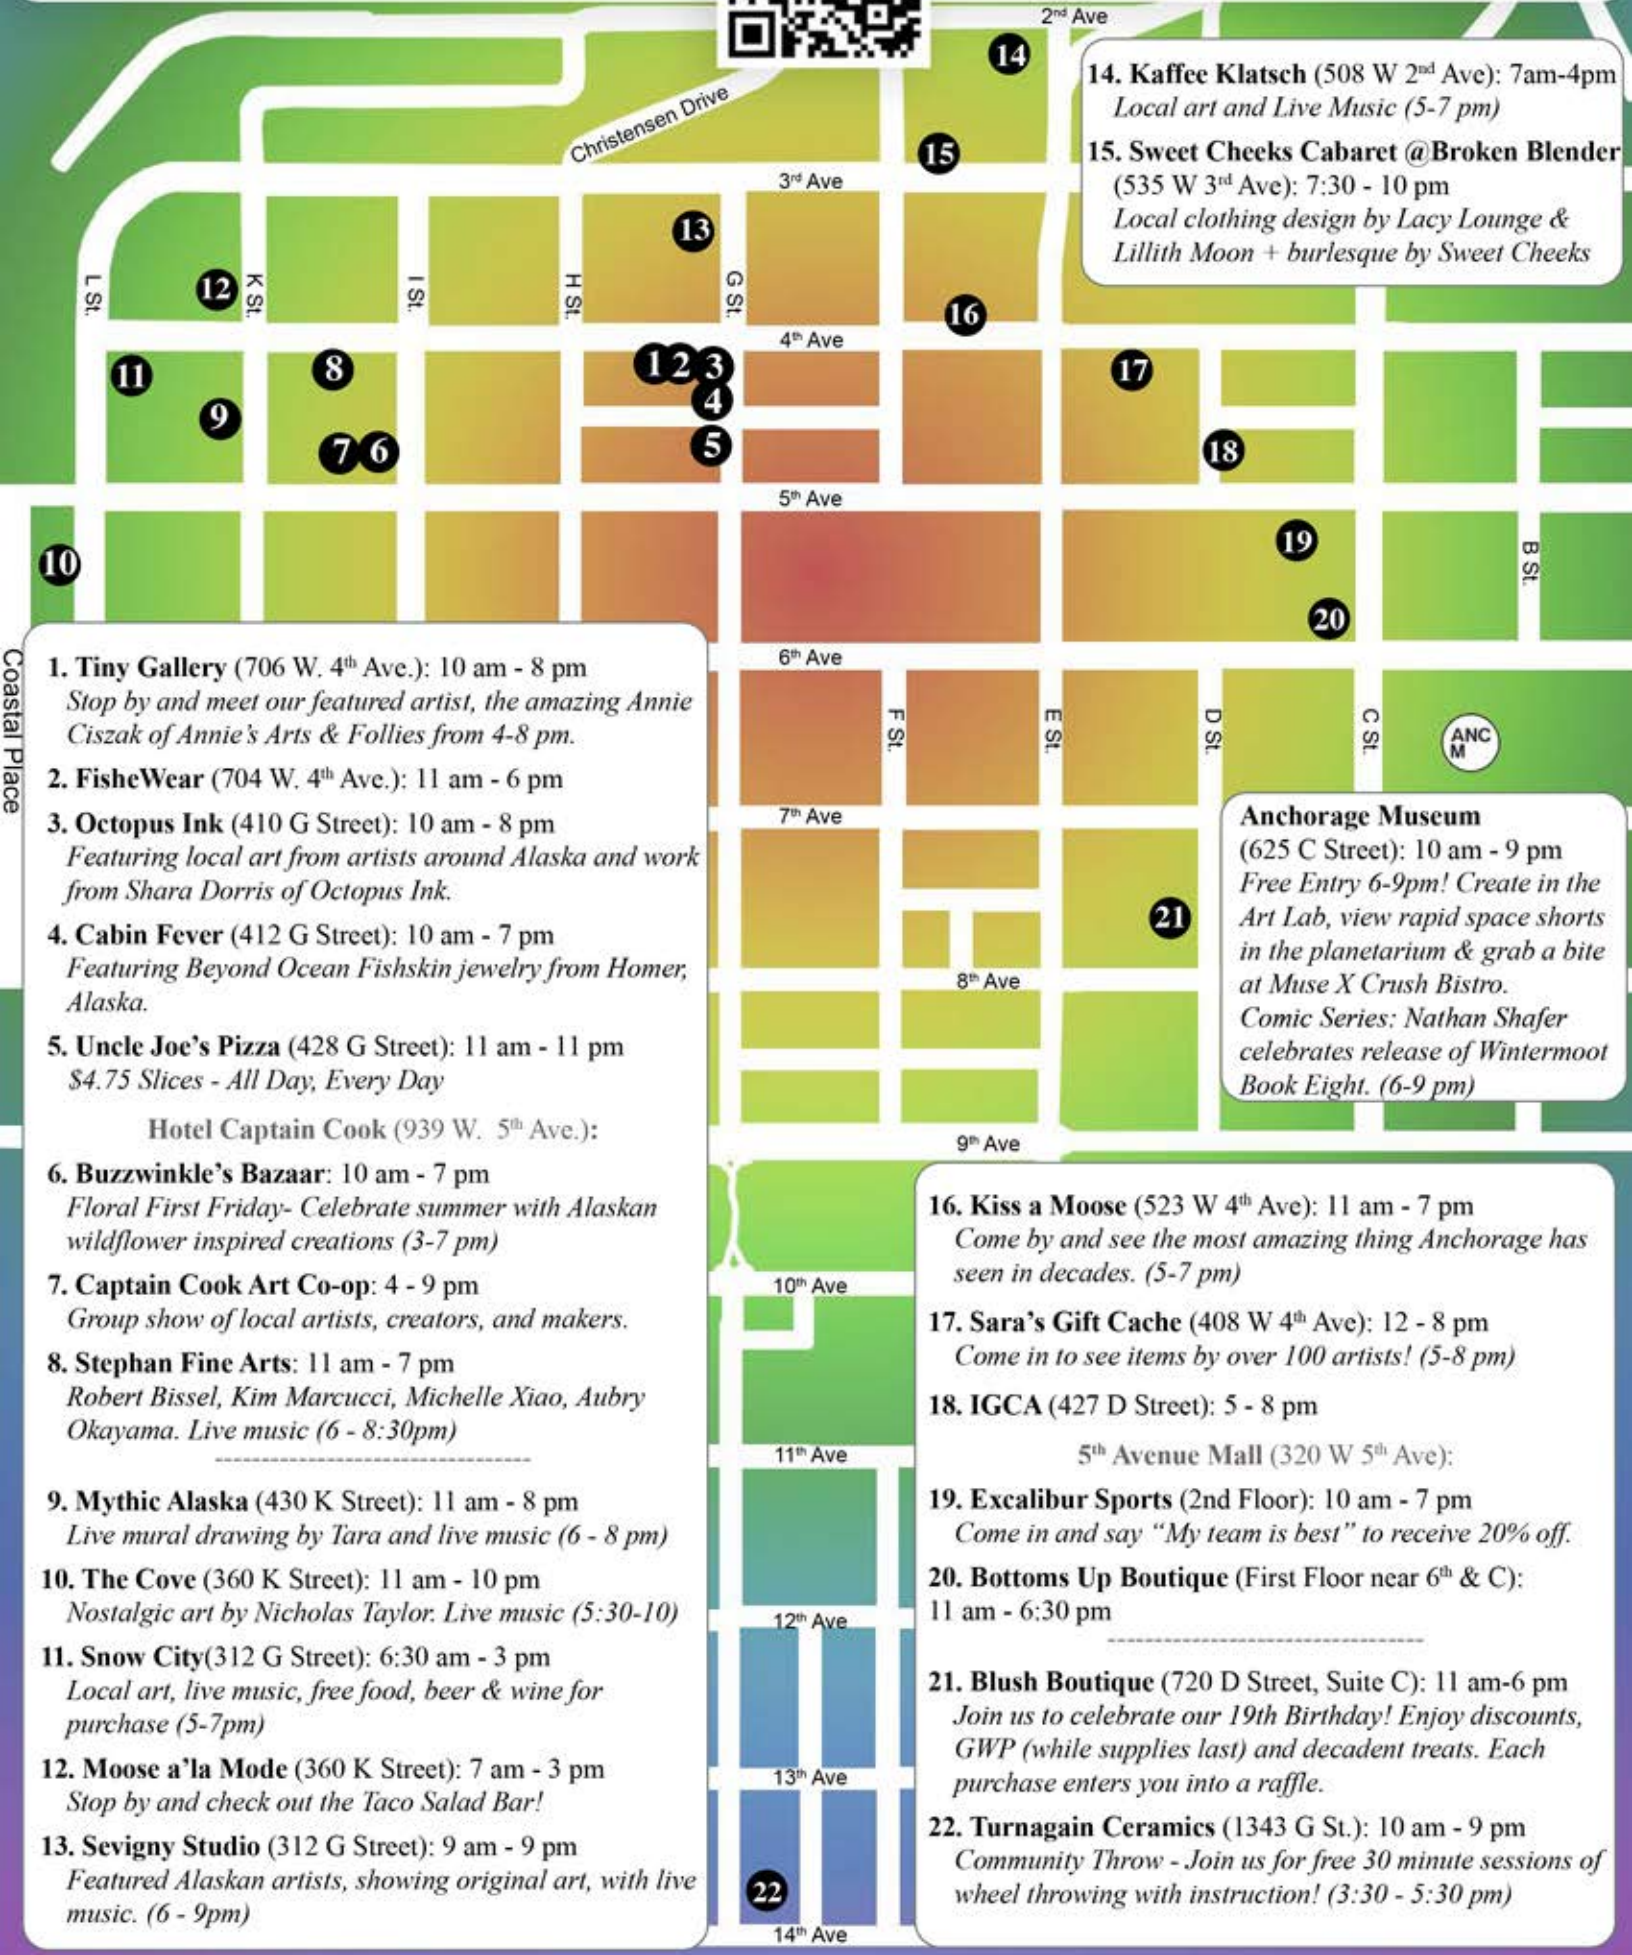 2nd Ave
14
14. Kaffee Klatsch (508 W 2nd Ave): 7am-4pm
Local art and Live Music (5-7 pm)
15. Sweet Cheeks Cabaret @Broken Blender
(535 W 3rd Ave): 7:30 - 10 pm
Local clothing design by Lacy Lounge &
Lillith Moon + burlesque by Sweet Cheeks
Christensen Drive
15
3rd Ave
13
12
L St.
K St.
I St.
H St.
G St.
16
4th Ave
11
8
1 2 3
17
9
4
7 6
5
18
5th Ave
10
19
B St.
20
Coastal Place
6th Ave
F St.
E St.
D St.
C St.
ANC
M
7th Ave
21
8th Ave
9th Ave
10th Ave
11th Ave
12th Ave
13th Ave
22
14th Ave
1. Tiny Gallery (706 W. 4th Ave.): 10 am - 8 pm
Stop by and meet our featured artist, the amazing Annie
Ciszak of Annie's Arts & Follies from 4-8 pm.
2. FisheWear (704 W. 4th Ave.): 11 am - 6 pm
3. Octopus Ink (410 G Street): 10 am - 8 pm
Featuring local art from artists around Alaska and work
from Shara Dorris of Octopus Ink.
4. Cabin Fever (412 G Street): 10 am - 7 pm
Featuring Beyond Ocean Fishskin jewelry from Homer,
Alaska.
5. Uncle Joe's Pizza (428 G Street): 11 am - 11 pm
$4.75 Slices - All Day, Every Day
Hotel Captain Cook (939 W. 5th Ave.):
6. Buzzwinkle's Bazaar: 10 am - 7 pm
Floral First Friday- Celebrate summer with Alaskan
wildflower inspired creations (3-7 pm)
7. Captain Cook Art Co-op: 4 - 9 pm
Group show of local artists, creators, and makers.
8. Stephan Fine Arts: 11 am - 7 pm
Robert Bissel, Kim Marcucci, Michelle Xiao, Aubry
Okayama. Live music (6 - 8:30pm)
----------------------------------
9. Mythic Alaska (430 K Street): 11 am - 8 pm
Live mural drawing by Tara and live music (6 - 8 pm)
10. The Cove (360 K Street): 11 am - 10 pm
Nostalgic art by Nicholas Taylor. Live music (5:30-10)
11. Snow City(312 G Street): 6:30 am - 3 pm
Local art, live music, free food, beer & wine for
purchase (5-7pm)
12. Moose a'la Mode (360 K Street): 7 am - 3 pm
Stop by and check out the Taco Salad Bar!
13. Sevigny Studio (312 G Street): 9 am - 9 pm
Featured Alaskan artists, showing original art, with live
music. (6 - 9pm)
Anchorage Museum
(625 C Street): 10 am - 9 pm
Free Entry 6-9pm! Create in the
Art Lab, view rapid space shorts
in the planetarium & grab a bite
at Muse X Crush Bistro.
Comic Series: Nathan Shafer
celebrates release of Wintermoot
Book Eight. (6-9 pm)
16. Kiss a Moose (523 W 4th Ave): 11 am - 7 pm
Come by and see the most amazing thing Anchorage has
seen in decades. (5-7 pm)
17. Sara's Gift Cache (408 W 4th Ave): 12 - 8 pm
Come in to see items by over 100 artists! (5-8 pm)
18. IGCA (427 D Street): 5 - 8 pm
5th Avenue Mall (320 W 5th Ave):
19. Excalibur Sports (2nd Floor): 10 am - 7 pm
Come in and say “My team is best” to receive 20% off.
20. Bottoms Up Boutique (First Floor near 6th & C):
11 am - 6:30 pm
----------------------------------
21. Blush Boutique (720 D Street, Suite C): 11 am-6 pm
Join us to celebrate our 19th Birthday! Enjoy discounts,
GWP (while supplies last) and decadent treats. Each
purchase enters you into a raffle.
22. Turnagain Ceramics (1343 G St.): 10 am - 9 pm
Community Throw - Join us for free 30 minute sessions of
wheel throwing with instruction! (3:30 - 5:30 pm)